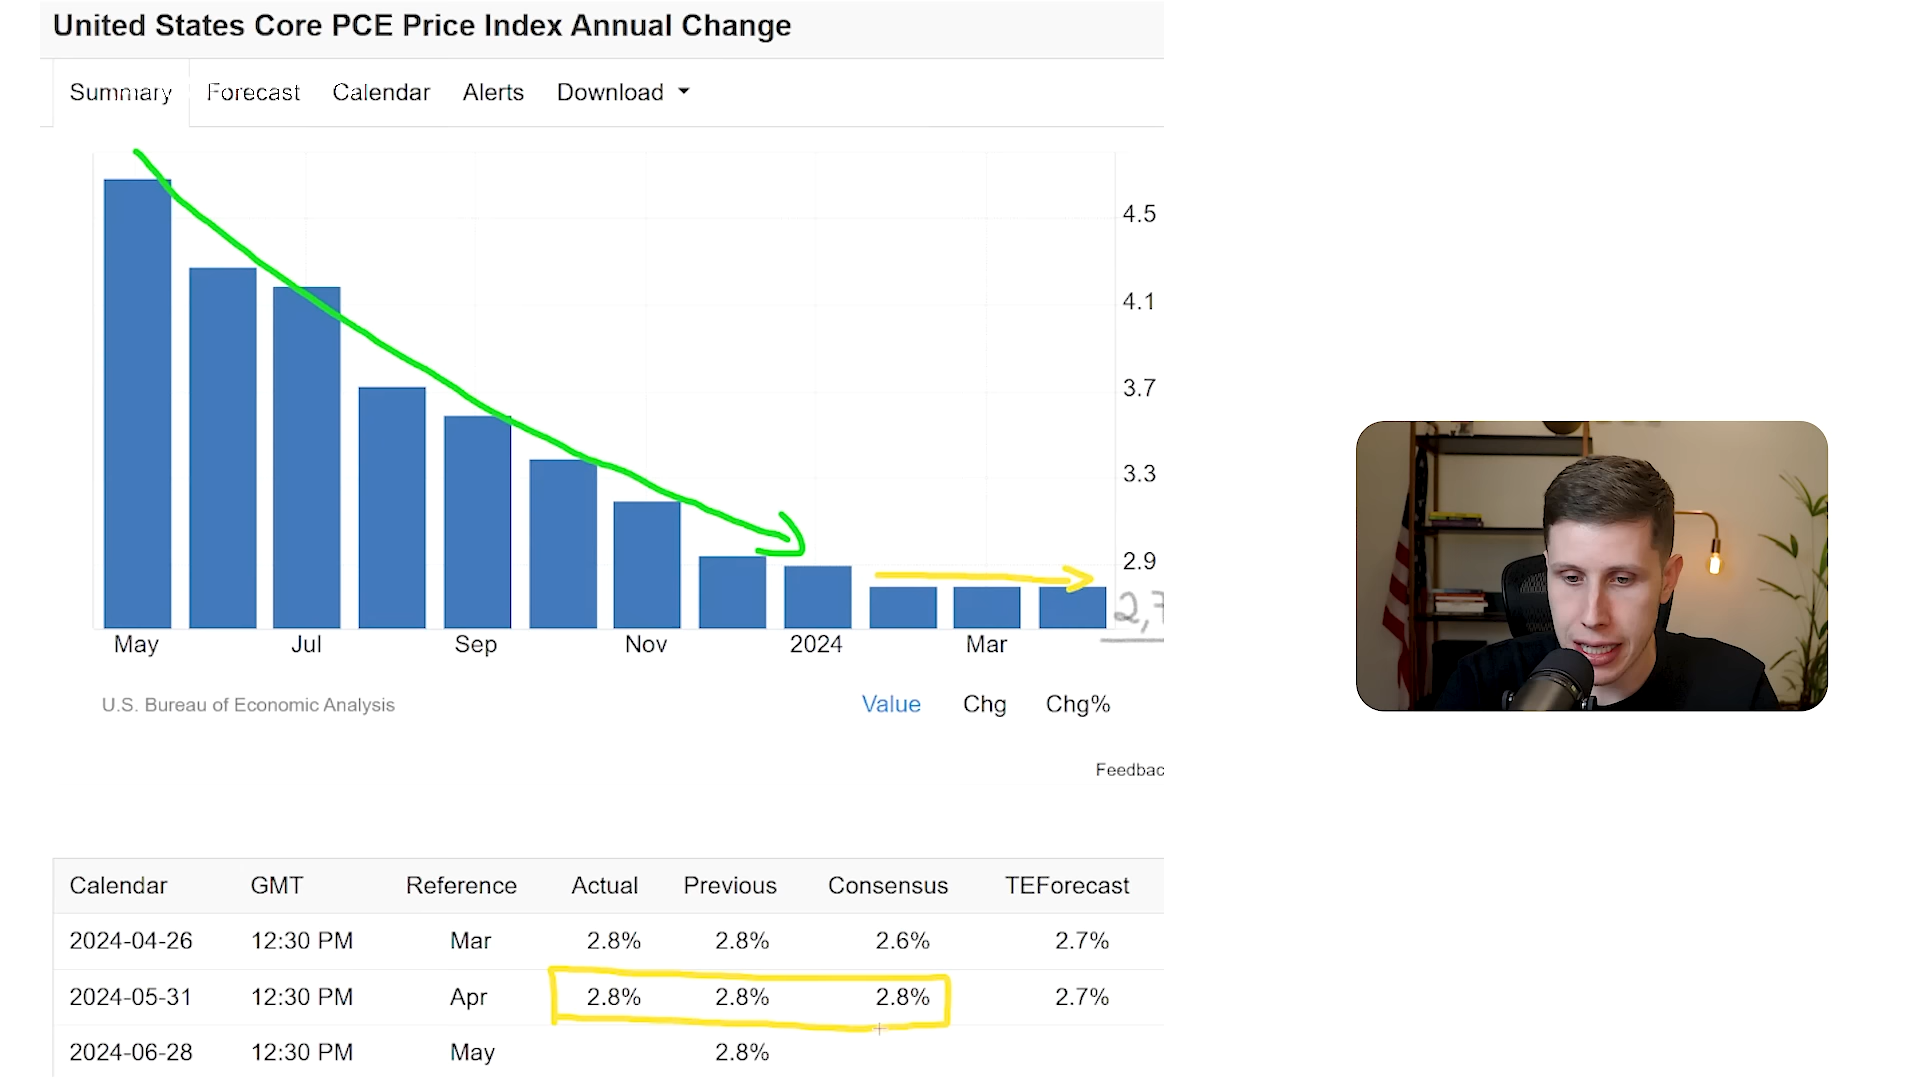 United States Core PCE Price Index Annual Change
Summary Forecast Calendar Alerts Download
4.5
4.1
3.7
3.3
2.9
2,7
May Jul Sep Nov 2024 Mar
U.S. Bureau of Economic Analysis Value Chg Chg%
Feedbac
Calendar GMT Reference Actual Previous Consensus TEForecast
2024-04-26 12:30 PM Mar 2.8% 2.8% 2.6% 2.7%
2024-05-31 12:30 PM Apr 2.8% 2.8% 2.8% 2.7%
2024-06-28 12:30 PM May 2.8%